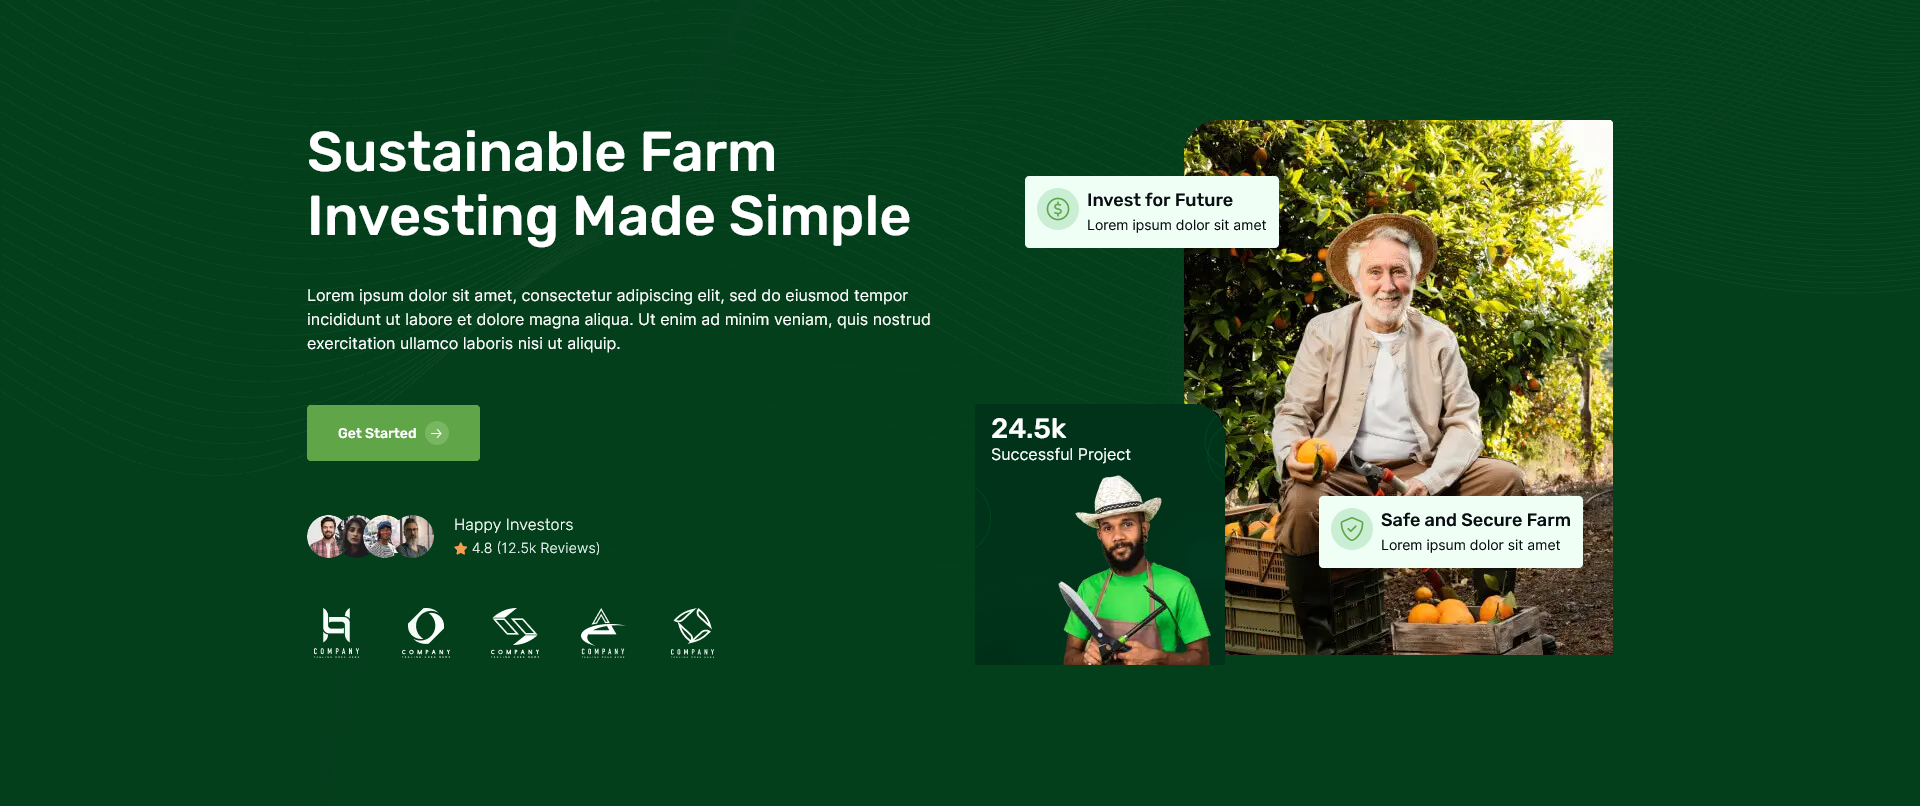 Sustainable Farm
Investing Made Simple
Lorem ipsum dolor sit amet, consectetur adipiscing elit, sed do eiusmod tempor
incididunt ut labore et dolore magna aliqua. Ut enim ad minim veniam, quis nostrud
exercitation ullamco laboris nisi ut aliquip.
Get Started
Happy Investors
4.8 (12.5k Reviews)
COMPANY
COMPANY
COMPANY
COMPANY
COMPANY
Invest for Future
Lorem ipsum dolor sit amet
24.5k
Successful Project
Safe and Secure Farm
Lorem ipsum dolor sit amet